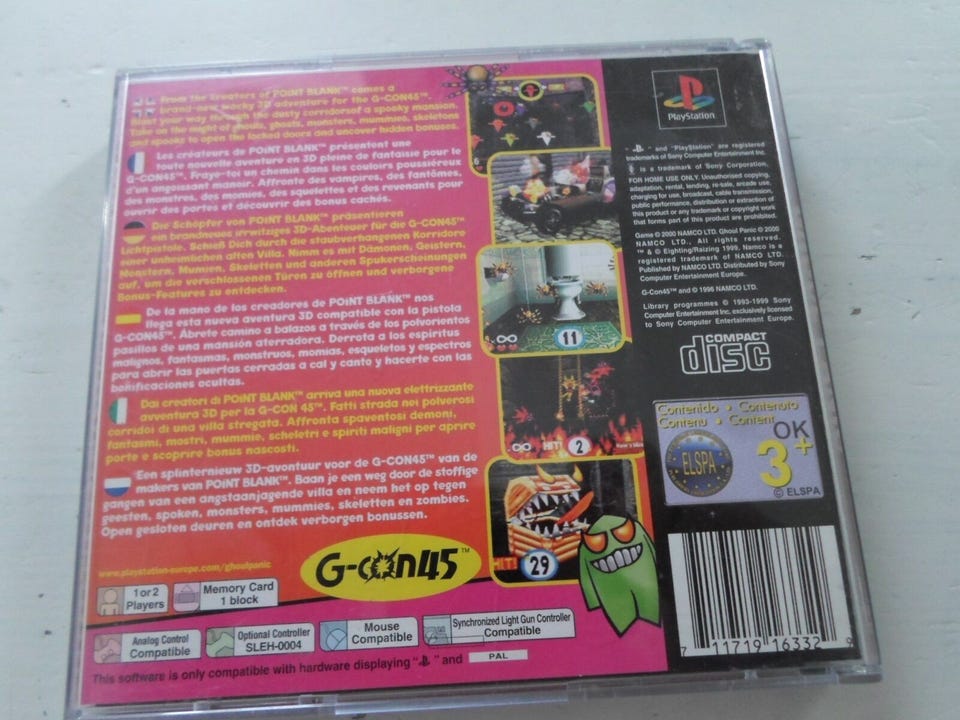 From the Creators of POINT BLANK™ comes a
brand-new wacky 3D adventure for the G-CON45™.
Blast your way through the dusty corridorsof a spooky mansion.
Take on the might of ghouls, ghosts, monsters, mummies, skeletons
and spooks to open the locked doors and uncover hidden bonuses.
Les créateurs de POINT BLANK™ présentent une
toute nouvelle aventure en 3D pleine de fantaisie pour le
G-CON45™. Fraye-toi un chemin dans les couloirs poussiéreux
d'un angoissant manoir. Affronte des vampires, des fantômes,
des monstres, des momies, des squelettes et des revenants pour
ouvrir des portes et découvrir des bonus cachés.
Die Schöpfer von POINT BLANK™ präsentieren
ein brandneues irrwitziges 3D-Abenteuer für die G-CON45™
Lichtpistole. Schieß Dich durch die staubverhangenen Korridore
einer unheimlichen alten Villa. Nimm es mit Dämonen, Geistern,
Monstern, Mumien, Skeletten und anderen Spukerscheinungen
auf, um die verschlossenen Türen zu öffnen und verborgene
Bonus-Features zu entdecken.
De la mano de los creadores de POINT BLANK™ nos
llega esta nueva aventura 3D compatible con la pistola
G-CON45™. Ábrete camino a balazos a través de los polvorientos
pasillos de una mansión aterradora. Derrota a los espíritus
malignos, fantasmas, monstruos, momias, esqueletos y espectros
para abrir las puertas cerradas a cal y canto y hacerte con las
bonificaciones ocultas.
Dai creatori di POINT BLANK™ arriva una nuova elettrizzante
avventura 3D per la G-CON 45™. Fatti strada nei polverosi
corridoi di una villa stregata. Affronta spaventosi demoni,
fantasmi, mostri, mummie, scheletri e spiriti maligni per aprire
porte e scoprire bonus nascosti.
Een splinternieuw 3D-avontuur voor de G-CON45™ van de
makers van POINT BLANK™. Baan je een weg door de stoffige
gangen van een angstaanjagende villa en neem het op tegen
geesten, spoken, monsters, mummies, skeletten en zombies.
Open gesloten deuren en ontdek verborgen bonussen.
www.playstation-europe.com/ghoulpanic
G-CON45™
1 or 2
Players
Memory Card
1 block
Analog Control
Compatible
Optional Controller
SLEH-0004
Mouse
Compatible
Synchronized Light Gun Controller
Compatible
This software is only compatible with hardware displaying "PS" and PAL
11
HIT! 2
HIT! 29
PlayStation
"PS" and "PlayStation" are registered
trademarks of Sony Computer Entertainment Inc.
is a trademark of Sony Corporation.
FOR HOME USE ONLY. Unauthorised copying,
adaptation, rental, lending, re-sale, arcade use,
charging for use, broadcast, cable transmission,
public performance, distribution or extraction of
this product or any trademark or copyright work
that forms part of this product are prohibited.
Game © 2000 NAMCO LTD. Ghoul Panic © 2000
NAMCO LTD., All rights reserved.
™ & © Eighting/Raizing 1999. Namco is a
registered trademark of NAMCO LTD.
Published by NAMCO LTD. Distributed by Sony
Computer Entertainment Europe.
G-Con45™ and © 1996 NAMCO LTD.
Library programmes © 1993-1999 Sony
Computer Entertainment Inc. exclusively licensed
to Sony Computer Entertainment Europe.
COMPACT
disc
Contenido • Contenuto
Contenu • Content
OK
ELSPA
3+
© ELSPA
7 11719 16332 9